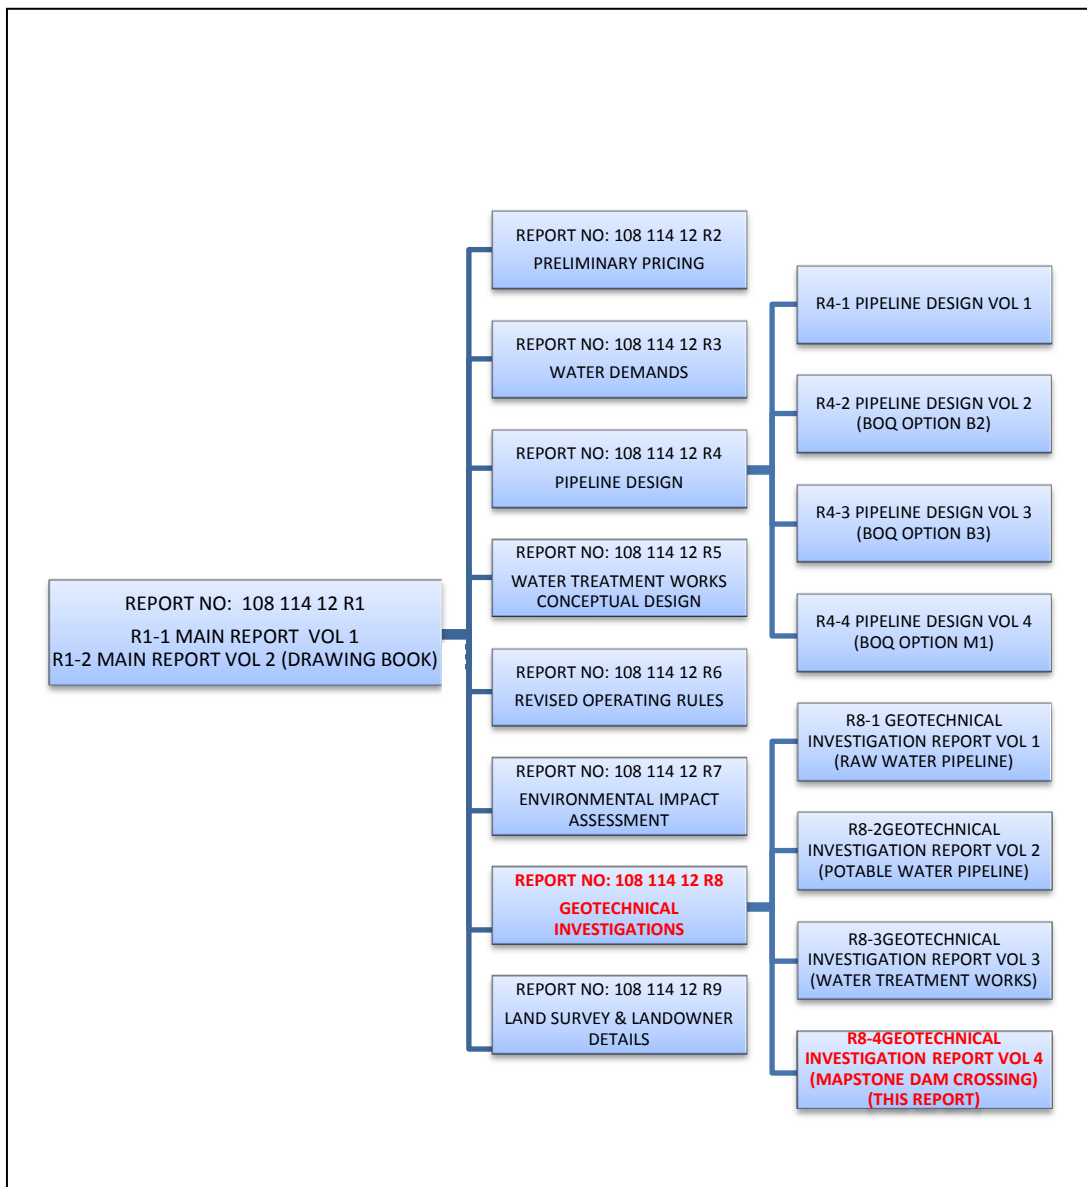 REPORT NO:  108 114 12 R1
R1-1 MAIN REPORT  VOL 1
R1-2 MAIN REPORT VOL 2 (DRAWING BOOK)
REPORT NO: 108 114 12 R2
PRELIMINARY PRICING
REPORT NO: 108 114 12 R3
WATER DEMANDS
REPORT NO: 108 114 12 R4
PIPELINE DESIGN
REPORT NO: 108 114 12 R5
WATER TREATMENT WORKS
CONCEPTUAL DESIGN
REPORT NO: 108 114 12 R6
REVISED OPERATING RULES
REPORT NO: 108 114 12 R7
ENVIRONMENTAL IMPACT
ASSESSMENT
REPORT NO: 108 114 12 R8
GEOTECHNICAL
INVESTIGATIONS
REPORT NO: 108 114 12 R9
LAND SURVEY & LANDOWNER
DETAILS
R4-1 PIPELINE DESIGN VOL 1
R4-2 PIPELINE DESIGN VOL 2
(BOQ OPTION B2)
R4-3 PIPELINE DESIGN VOL 3
(BOQ OPTION B3)
R4-4 PIPELINE DESIGN VOL 4
(BOQ OPTION M1)
R8-1 GEOTECHNICAL
INVESTIGATION REPORT VOL 1
(RAW WATER PIPELINE)
R8-2GEOTECHNICAL
INVESTIGATION REPORT VOL 2
(POTABLE WATER PIPELINE)
R8-3GEOTECHNICAL
INVESTIGATION REPORT VOL 3
(WATER TREATMENT WORKS)
R8-4GEOTECHNICAL
INVESTIGATION REPORT VOL 4
(MAPSTONE DAM CROSSING)
(THIS REPORT)